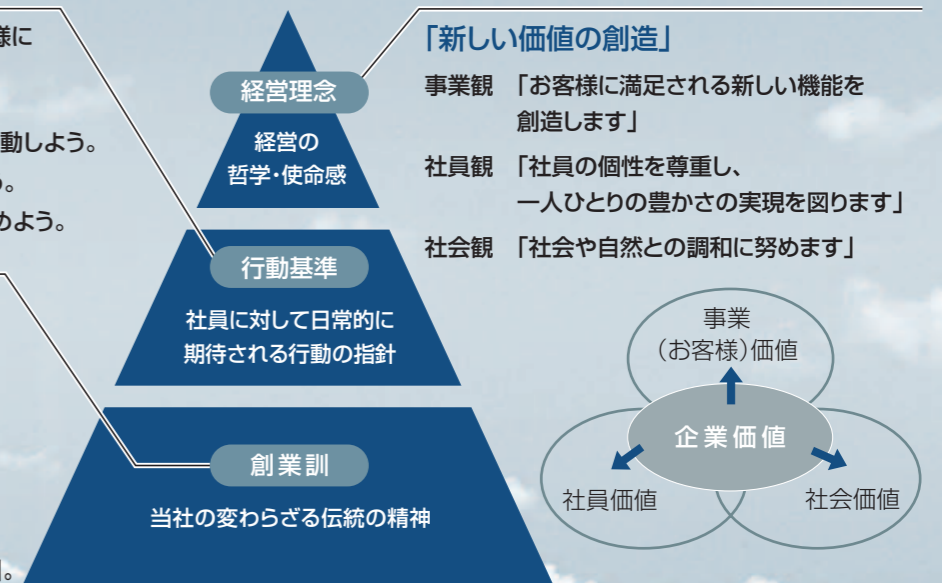 様に
動しよう。
う。
めよう。
」。
経営理念
経営の
哲学・使命感
行動基準
社員に対して日常的に
期待される行動の指針
創業訓
当社の変わらざる伝統の精神
「新しい価値の創造」
事業観 「お客様に満足される新しい機能を
創造します」
社員観 「社員の個性を尊重し、
一人ひとりの豊かさの実現を図ります」
社会観 「社会や自然との調和に努めます」
事業
(お客様)価値
企業価値
社員価値
社会価値